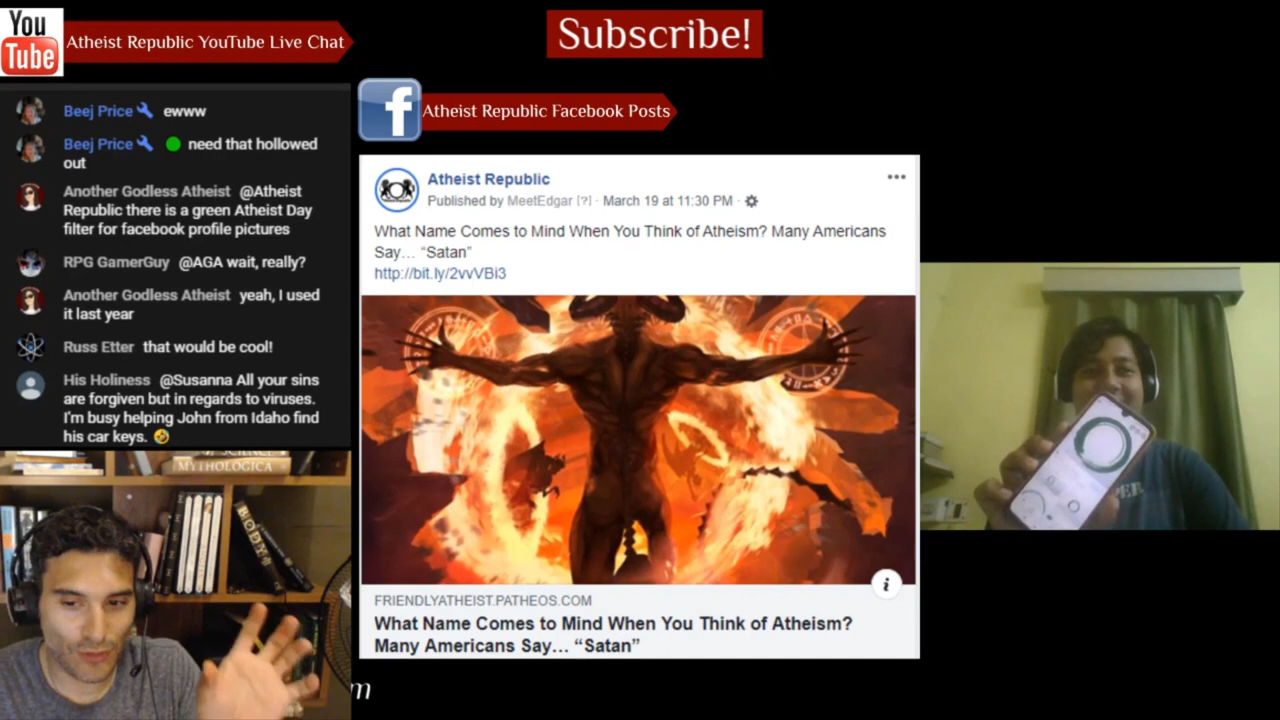 You
Tube
Atheist Republic YouTube Live Chat
Subscribe!
Beej Price ewww
Beej Price need that hollowed
out
Another Godless Atheist @Atheist
Republic there is a green Atheist Day
filter for facebook profile pictures
RPG GamerGuy @AGA wait, really?
Another Godless Atheist yeah, I used
it last year
Russ Etter that would be cool!
His Holiness @Susanna All your sins
are forgiven but in regards to viruses.
I'm busy helping John from Idaho find
his car keys. 🤣
f
Atheist Republic Facebook Posts
Atheist Republic
Published by MeetEdgar [?] · March 19 at 11:30 PM ·
What Name Comes to Mind When You Think of Atheism? Many Americans
Say… “Satan”
http://bit.ly/2vvVBi3
i
FRIENDLYATHEIST.PATHEOS.COM
What Name Comes to Mind When You Think of Atheism?
Many Americans Say… “Satan”
SCIENCE
MYTHOLOGICA
BODY
m